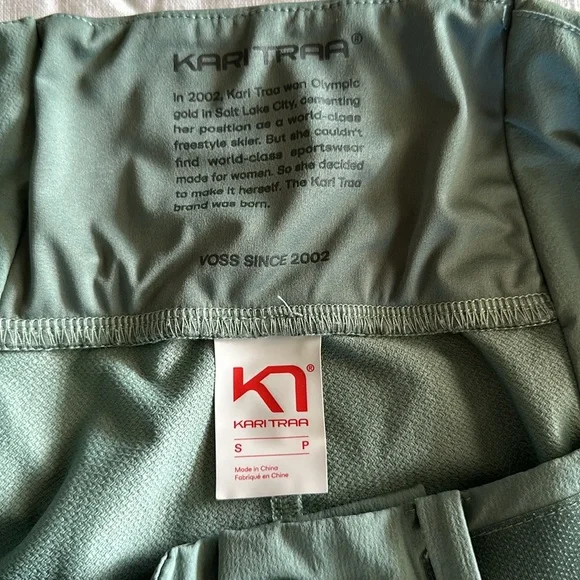 KARI TRAA®
In 2002, Kari Traa won Olympic
gold in Salt Lake City, cementing
her position as a world-class
freestyle skier. But she couldn't
find world-class sportswear
made for women. So she decided
to make it herself. The Kari Traa
brand was born.
VOSS SINCE 2002
®
KARI TRAA
S P
Made in China
Fabriqué en Chine